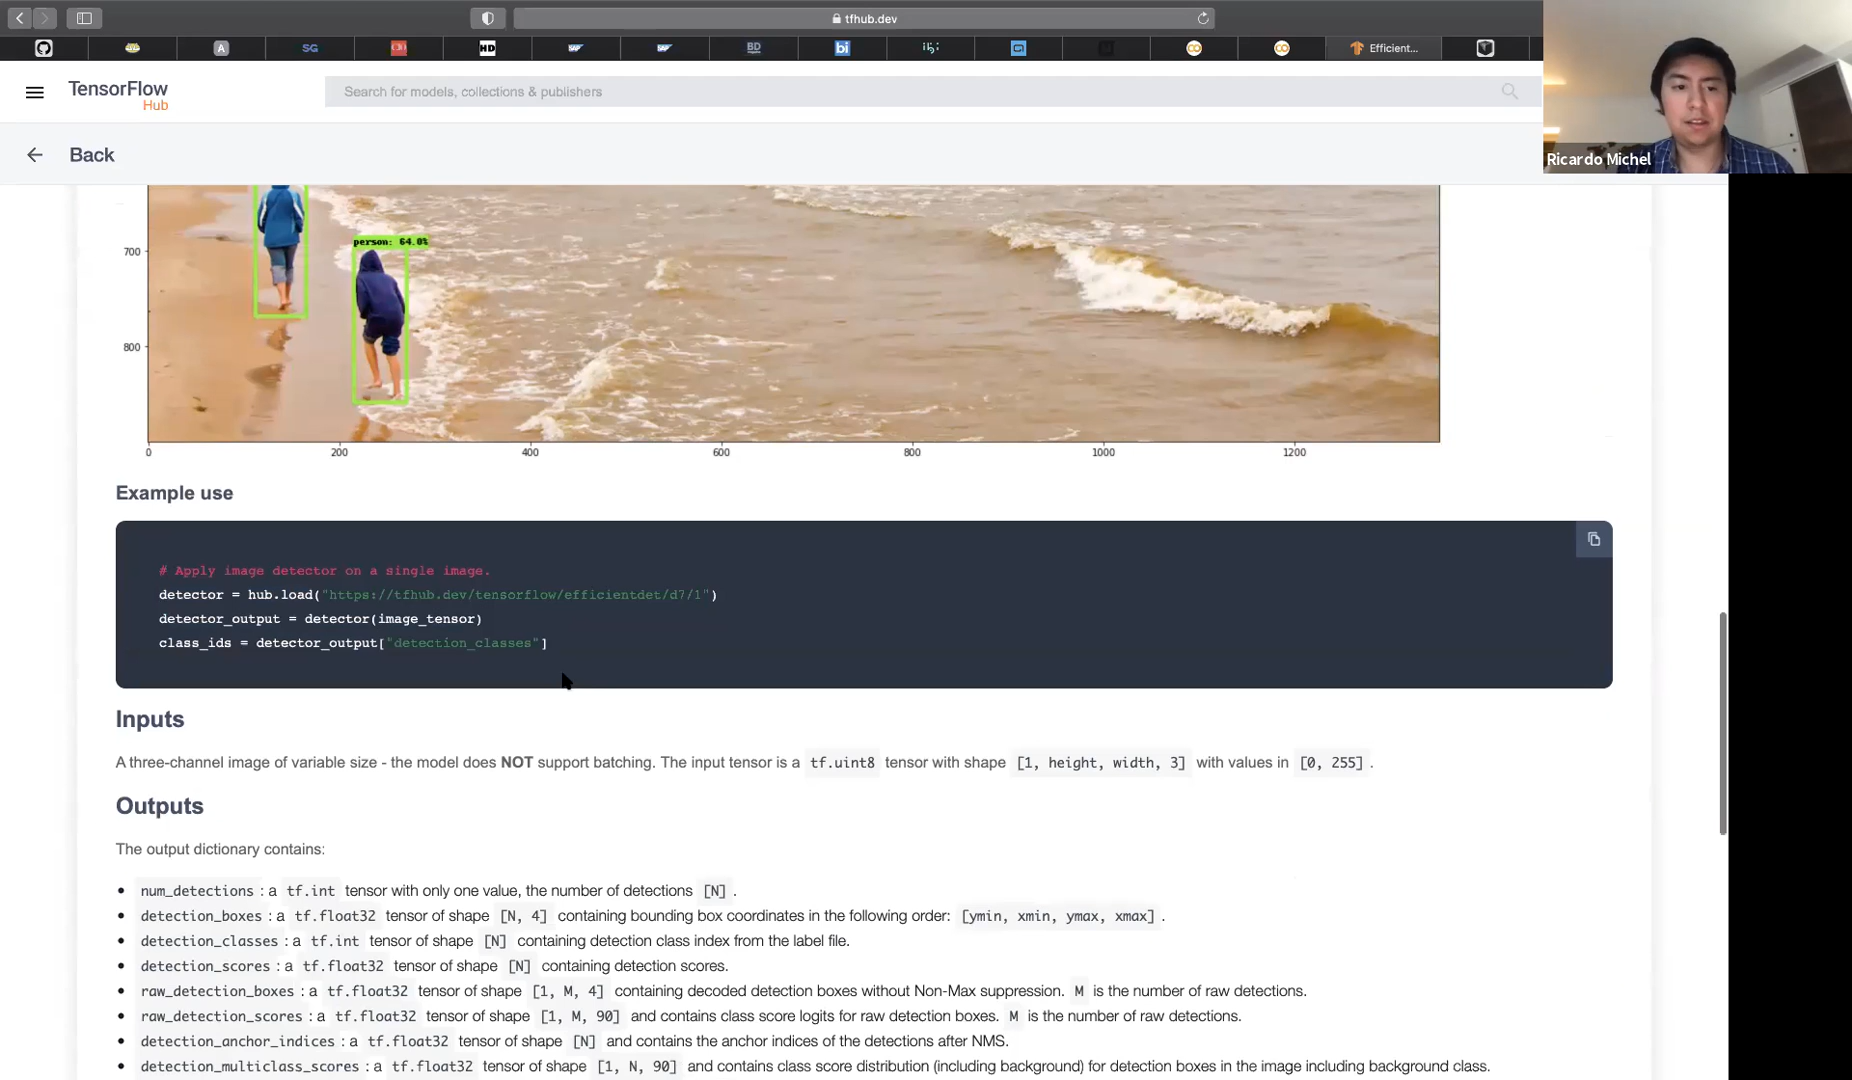 tfhub.dev
A
SG
HD
BD
bi
Efficient...
TensorFlow
Hub
Search for models, collections & publishers
Ricardo Michel
Back
person: 64.0%
700
800
0
200
400
600
800
1000
1200
Example use
# Apply image detector on a single image.
detector = hub.load("https://tfhub.dev/tensorflow/efficientdet/d7/1")
detector_output = detector(image_tensor)
class_ids = detector_output["detection_classes"]
Inputs
A three-channel image of variable size - the model does NOT support batching. The input tensor is a tf.uint8 tensor with shape [1, height, width, 3] with values in [0, 255] .
Outputs
The output dictionary contains:
• num_detections : a tf.int tensor with only one value, the number of detections [N] .
• detection_boxes : a tf.float32 tensor of shape [N, 4] containing bounding box coordinates in the following order: [ymin, xmin, ymax, xmax] .
• detection_classes : a tf.int tensor of shape [N] containing detection class index from the label file.
• detection_scores : a tf.float32 tensor of shape [N] containing detection scores.
• raw_detection_boxes : a tf.float32 tensor of shape [1, M, 4] containing decoded detection boxes without Non-Max suppression. M is the number of raw detections.
• raw_detection_scores : a tf.float32 tensor of shape [1, M, 90] and contains class score logits for raw detection boxes. M is the number of raw detections.
• detection_anchor_indices : a tf.float32 tensor of shape [N] and contains the anchor indices of the detections after NMS.
• detection_multiclass_scores : a tf.float32 tensor of shape [1, N, 90] and contains class score distribution (including background) for detection boxes in the image including background class.